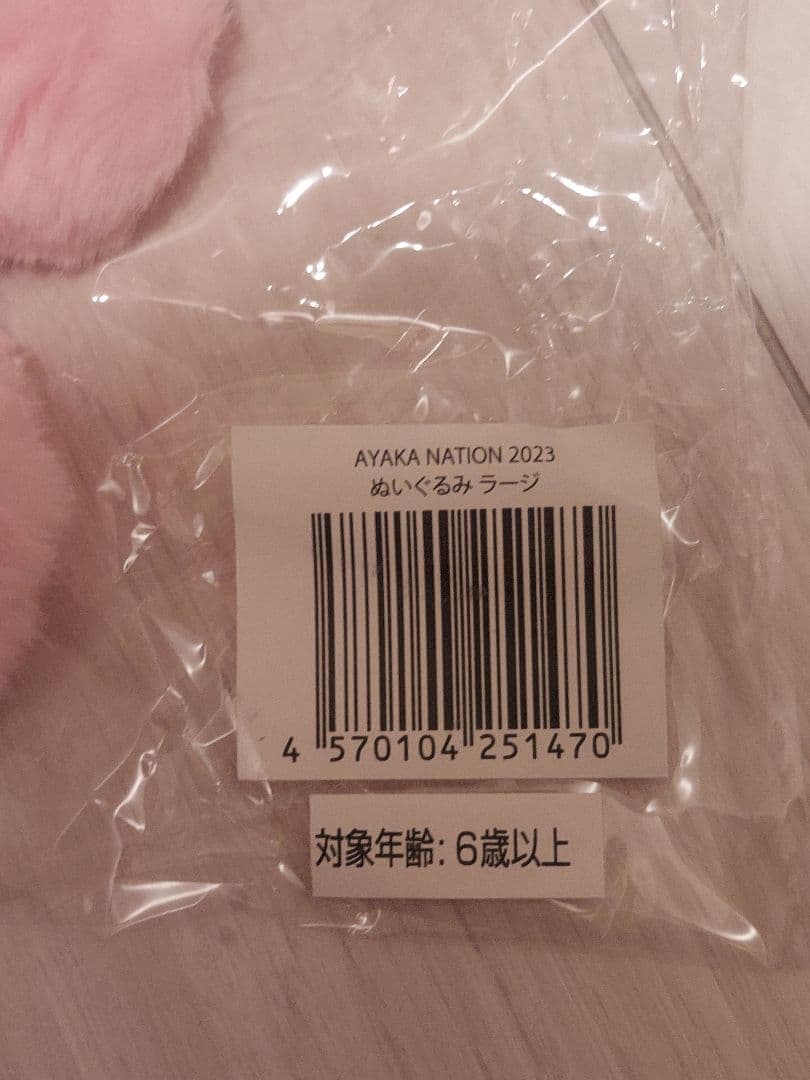 AYAKA NATION 2023
ぬいぐるみ ラージ
4 570104 251470
対象年齢: 6歳以上